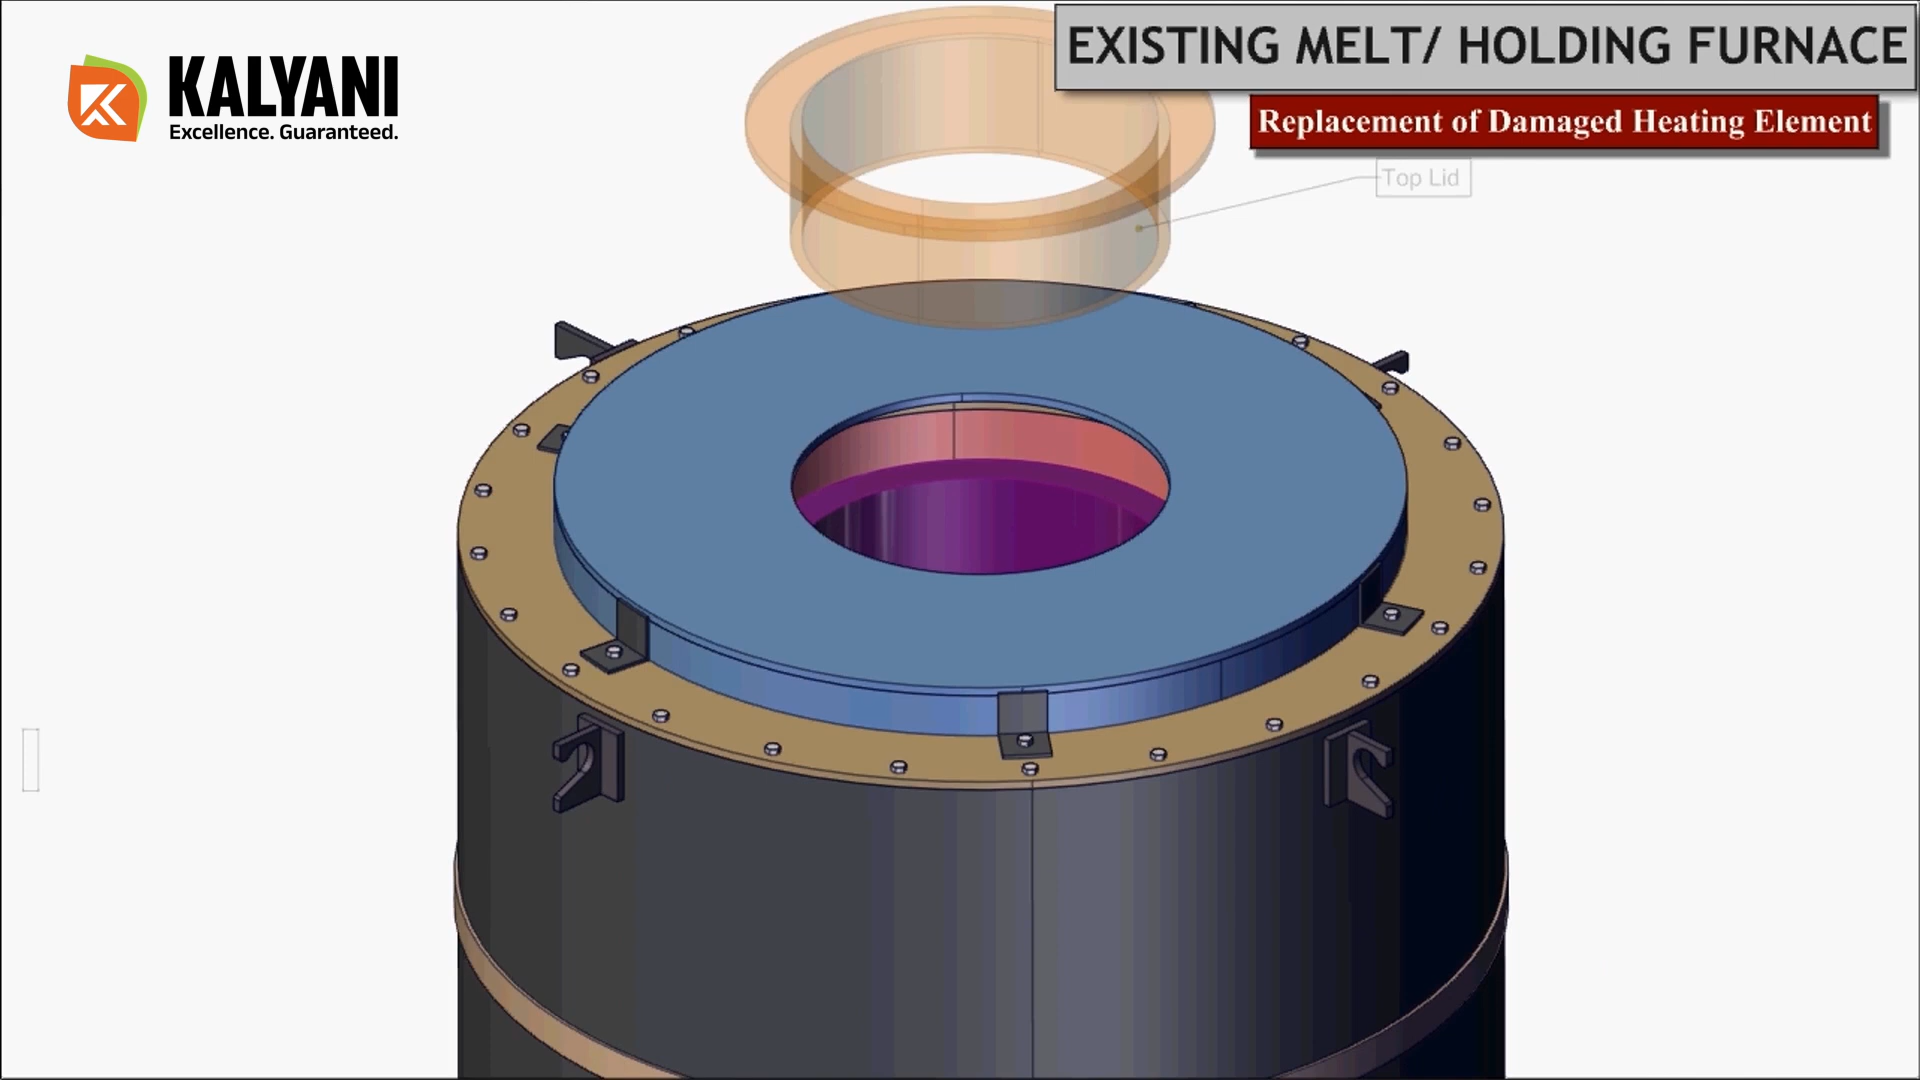 KALYANI
Excellence. Guaranteed.
EXISTING MELT/ HOLDING FURNACE
Replacement of Damaged Heating Element
Top Lid